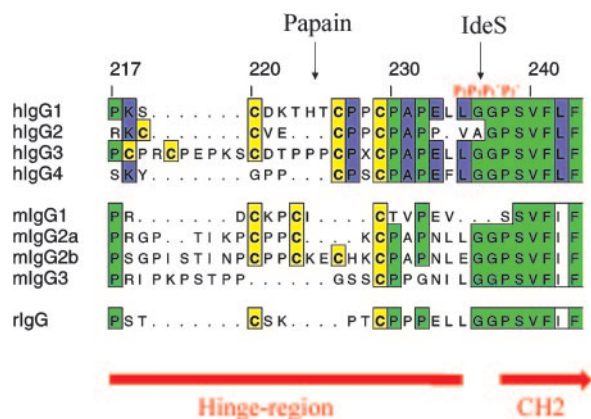 Papain IdeS
217 220 230 240
P₃P₂P₁P₁'P₂'
hIgG1 PKS.......CDKTHTCPPCPAPELLGGPSVFLF
hIgG2 RKC.......CVE...CPPCPAPP.VAGPSVFLF
hIgG3 PCPRCPEPKSCDTPPPCPXCPAPELLGGPSVFLF
hIgG4 SKY.......GPP...CPSCPAPEFLGGPSVFLF
mIgG1 PR.......DCKPCI....CTVPEV...SSVFIF
mIgG2a PRGP..TIKPCPPC....KCPAPNLLGGPSVFIF
mIgG2b PSGPISTINPCPPCKECHKCPAPNLEGGPSVFIF
mIgG3 PRIPKPSTPP......GSSCPPGNILGGPSVFIF
rIgG PST.......CSK....PTCPPPELLGGPSVFIF
Hinge-region CH2